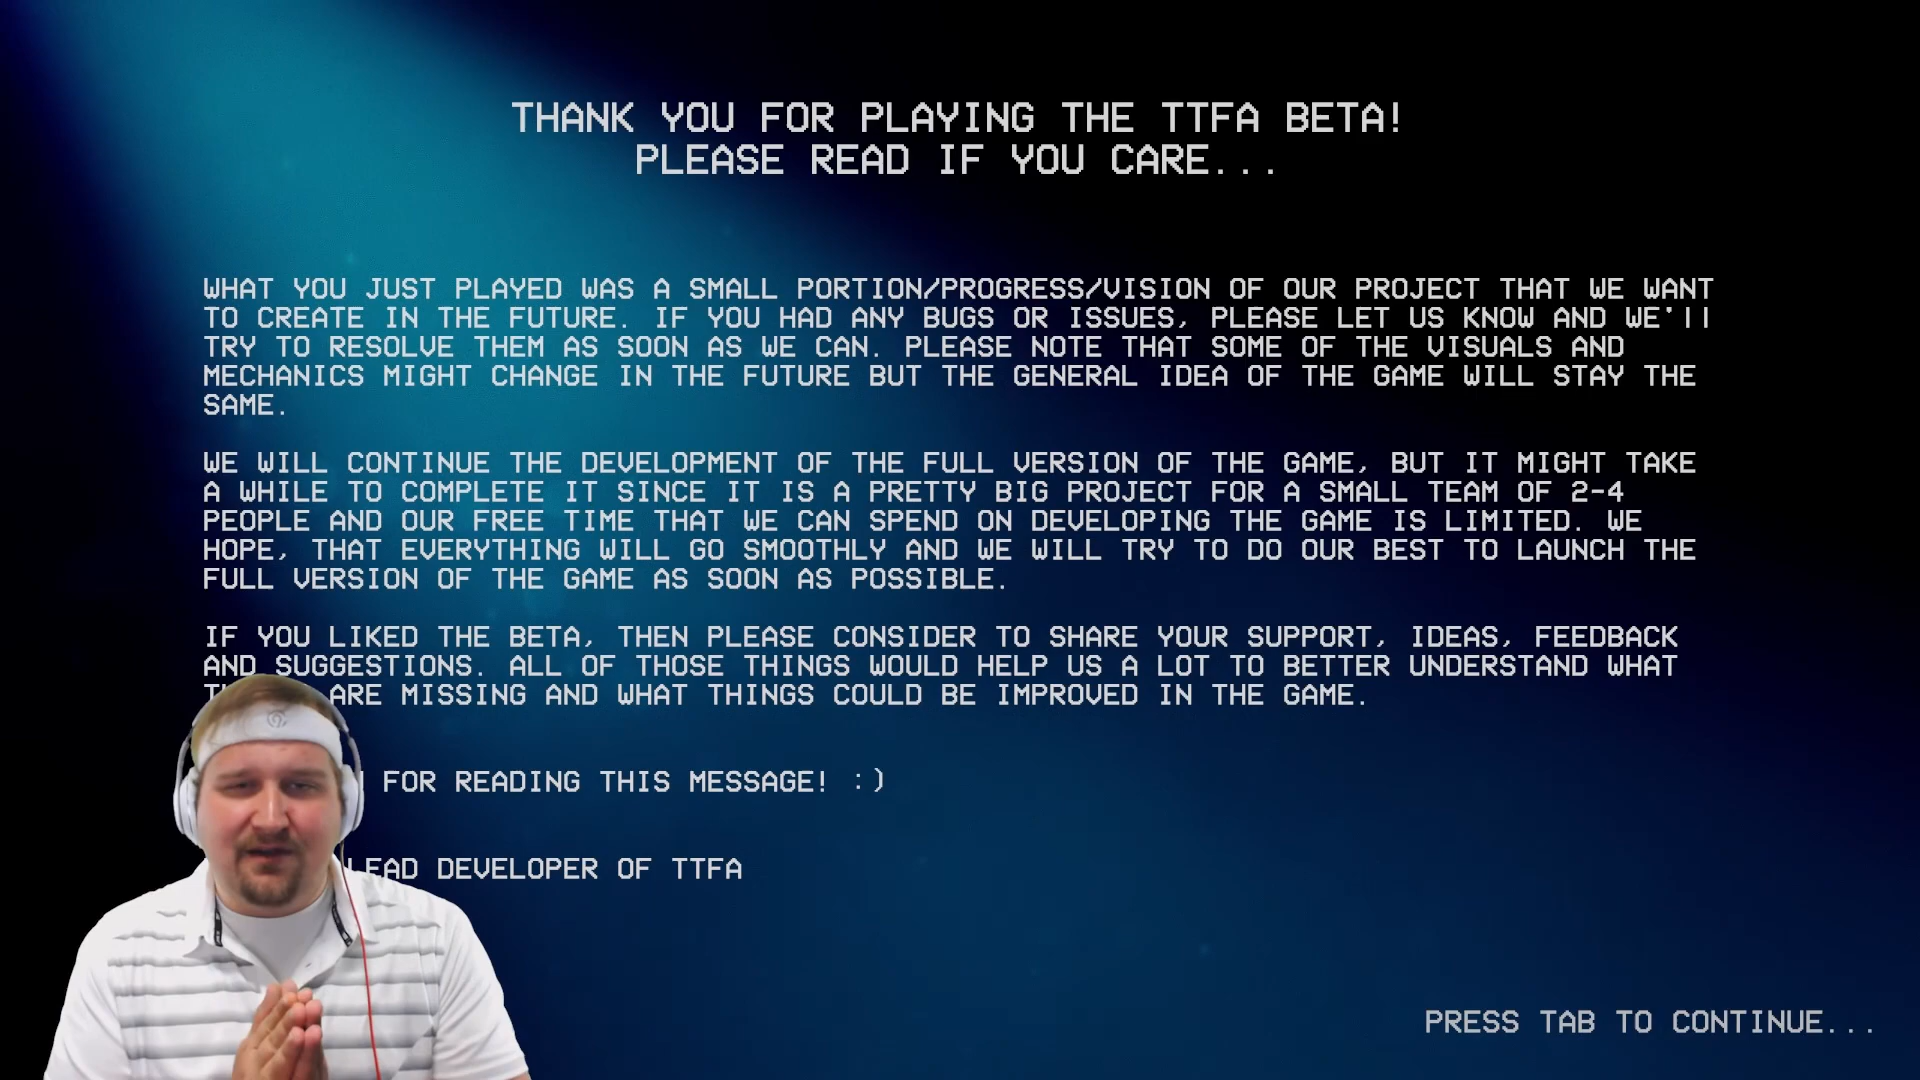 THANK YOU FOR PLAYING THE TTFA BETA!
PLEASE READ IF YOU CARE...
WHAT YOU JUST PLAYED WAS A SMALL PORTION/PROGRESS/VISION OF OUR PROJECT THAT WE WANT
TO CREATE IN THE FUTURE. IF YOU HAD ANY BUGS OR ISSUES, PLEASE LET US KNOW AND WE'll
TRY TO RESOLVE THEM AS SOON AS WE CAN. PLEASE NOTE THAT SOME OF THE VISUALS AND
MECHANICS MIGHT CHANGE IN THE FUTURE BUT THE GENERAL IDEA OF THE GAME WILL STAY THE
SAME.
WE WILL CONTINUE THE DEVELOPMENT OF THE FULL VERSION OF THE GAME, BUT IT MIGHT TAKE
A WHILE TO COMPLETE IT SINCE IT IS A PRETTY BIG PROJECT FOR A SMALL TEAM OF 2-4
PEOPLE AND OUR FREE TIME THAT WE CAN SPEND ON DEVELOPING THE GAME IS LIMITED. WE
HOPE, THAT EVERYTHING WILL GO SMOOTHLY AND WE WILL TRY TO DO OUR BEST TO LAUNCH THE
FULL VERSION OF THE GAME AS SOON AS POSSIBLE.
IF YOU LIKED THE BETA, THEN PLEASE CONSIDER TO SHARE YOUR SUPPORT, IDEAS, FEEDBACK
AND SUGGESTIONS. ALL OF THOSE THINGS WOULD HELP US A LOT TO BETTER UNDERSTAND WHAT
ARE MISSING AND WHAT THINGS COULD BE IMPROVED IN THE GAME.
FOR READING THIS MESSAGE! :)
LEAD DEVELOPER OF TTFA
PRESS TAB TO CONTINUE...